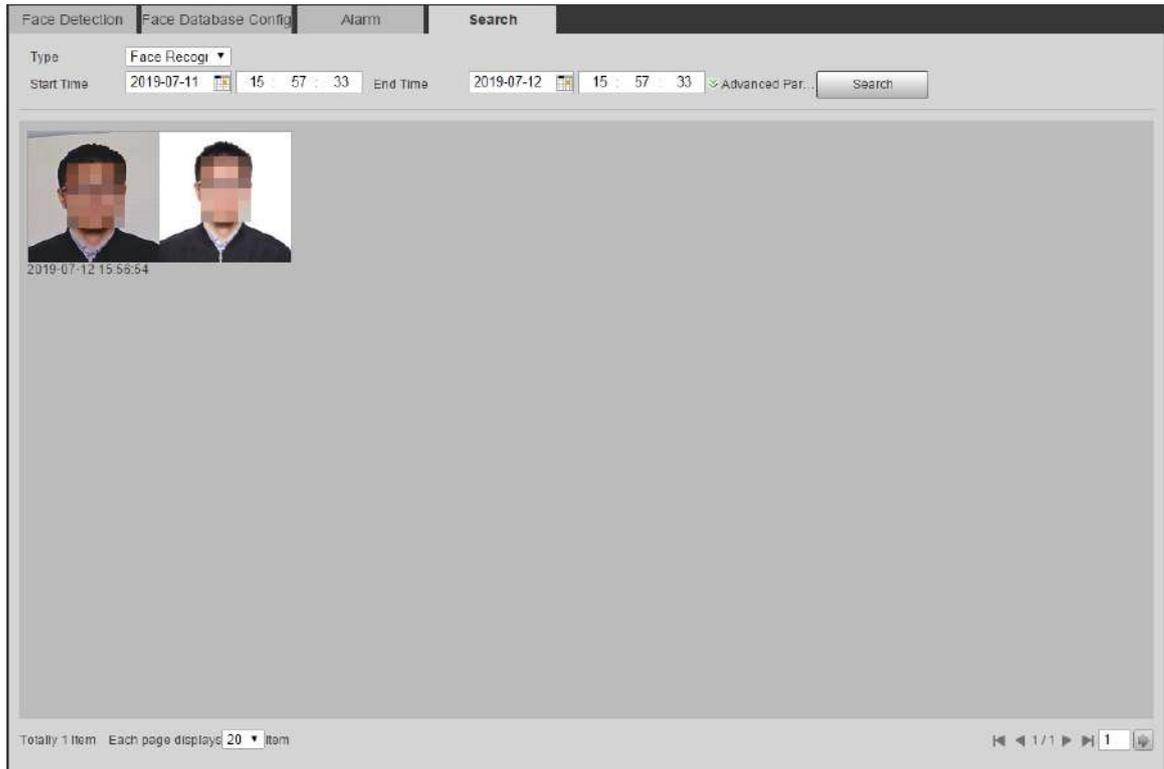 Face Detection Face Database Config Alarm Search
Type Face Recogr
Start Time 2019-07-11 15 : 57 : 33 End Time 2019-07-12 15 : 57 : 33 Advanced Par... Search
2019-07-12 15:56:54
Totally 1 Item Each page displays 20 Item 1 / 1 1